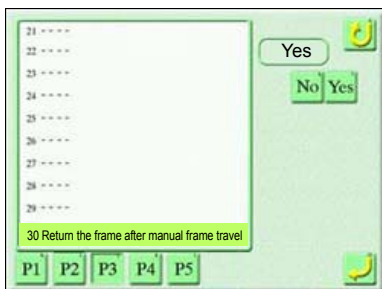 21 - - - -
22 - - - -
23 - - - -
24 - - - -
25 - - - -
26 - - - -
27 - - - -
28 - - - -
29 - - - -
30 Return the frame after manual frame travel
Yes
No Yes
P1 P2 P3 P4 P5